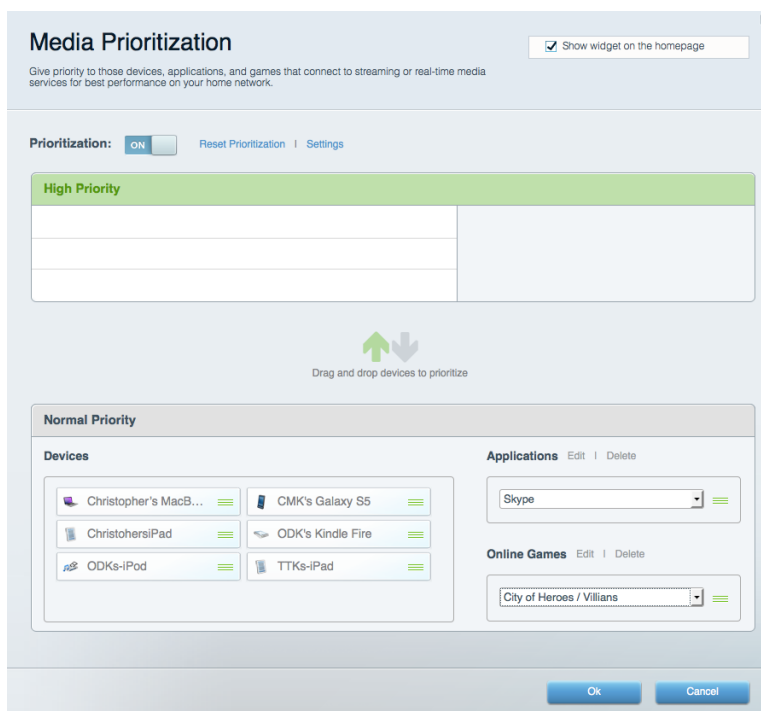 Media Prioritization
Show widget on the homepage
Give priority to those devices, applications, and games that connect to streaming or real-time media
services for best performance on your home network.
Prioritization: ON Reset Prioritization | Settings
High Priority
Drag and drop devices to prioritize
Normal Priority
Devices
Christopher's MacB... CMK's Galaxy S5
ChristohersiPad ODK's Kindle Fire
ODKs-iPod TTKs-iPad
Applications Edit | Delete
Skype
Online Games Edit | Delete
City of Heroes / Villians
Ok Cancel